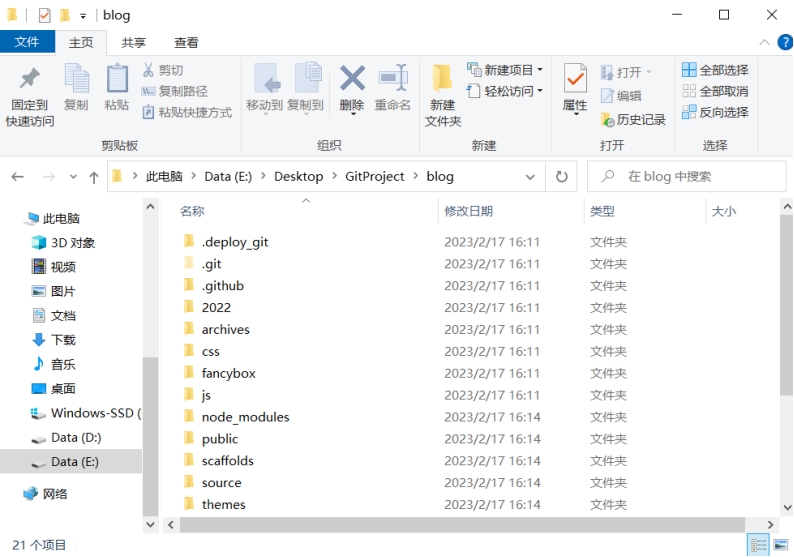 blog
文件 主页 共享 查看
固定到快速访问
复制
粘贴
剪切
复制路径
粘贴快捷方式
剪贴板
移动到
复制到
删除
重命名
组织
新建文件夹
新建项目
轻松访问
新建
属性
打开
编辑
历史记录
打开
全部选择
全部取消
反向选择
选择
此电脑 Data (E:) Desktop GitProject blog
在 blog 中搜索
此电脑
3D 对象
视频
图片
文档
下载
音乐
桌面
Windows-SSD (
Data (D:)
Data (E:)
网络
名称 修改日期 类型 大小
.deploy_git 2023/2/17 16:11 文件夹
.git 2023/2/17 16:11 文件夹
.github 2023/2/17 16:11 文件夹
2022 2023/2/17 16:11 文件夹
archives 2023/2/17 16:11 文件夹
css 2023/2/17 16:11 文件夹
fancybox 2023/2/17 16:11 文件夹
js 2023/2/17 16:11 文件夹
node_modules 2023/2/17 16:14 文件夹
public 2023/2/17 16:14 文件夹
scaffolds 2023/2/17 16:14 文件夹
source 2023/2/17 16:14 文件夹
themes 2023/2/17 16:14 文件夹
21 个项目